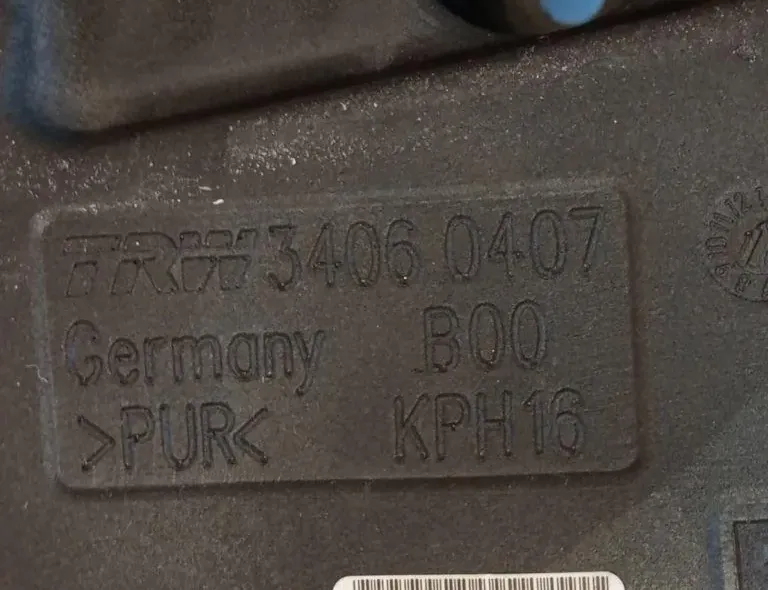 TRW 3406 0407
Germany B00
>PUR< KPH16